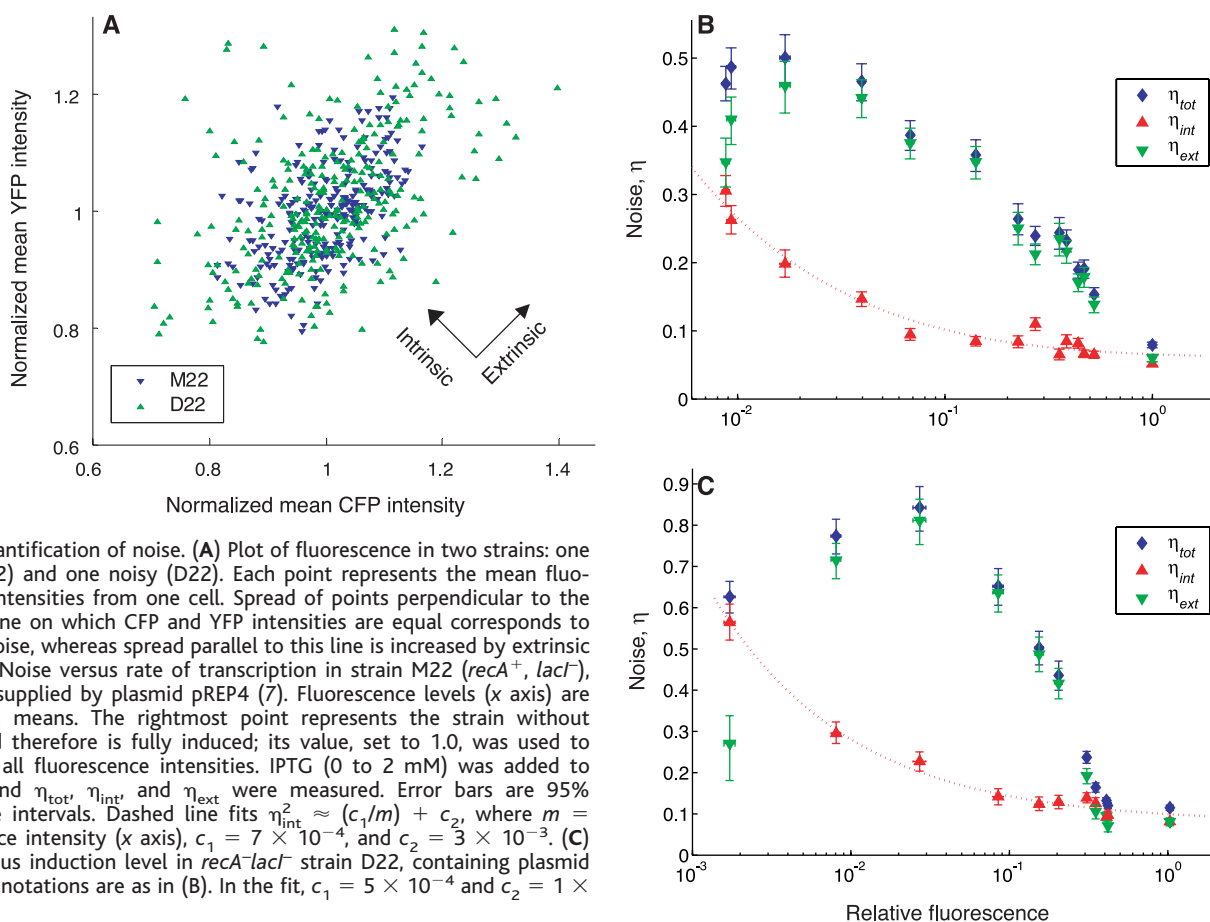 A
Normalized mean YFP intensity
1.2
1
0.8
0.6
0.6
0.8
1
1.2
1.4
Normalized mean CFP intensity
Intrinsic
Extrinsic
M22
D22
B
Noise, η
0.5
0.4
0.3
0.2
0.1
0
10⁻²
10⁻¹
10⁰
η_tot
η_int
η_ext
C
Noise, η
0.9
0.8
0.7
0.6
0.5
0.4
0.3
0.2
0.1
0
10⁻³
10⁻²
10⁻¹
10⁰
Relative fluorescence
η_tot
η_int
η_ext
antification of noise. (A) Plot of fluorescence in two strains: one
2) and one noisy (D22). Each point represents the mean fluo-
ntensities from one cell. Spread of points perpendicular to the
ne on which CFP and YFP intensities are equal corresponds to
oise, whereas spread parallel to this line is increased by extrinsic
Noise versus rate of transcription in strain M22 (recA⁺, lacI⁻),
supplied by plasmid pREP4 (7). Fluorescence levels (x axis) are
means. The rightmost point represents the strain without
d therefore is fully induced; its value, set to 1.0, was used to
all fluorescence intensities. IPTG (0 to 2 mM) was added to
nd η_tot, η_int, and η_ext were measured. Error bars are 95%
e intervals. Dashed line fits η²_int ≈ (c₁/m) + c₂, where m =
ce intensity (x axis), c₁ = 7 × 10⁻⁴, and c₂ = 3 × 10⁻³. (C)
us induction level in recA⁻lacI⁻ strain D22, containing plasmid
notations are as in (B). In the fit, c₁ = 5 × 10⁻⁴ and c₂ = 1 ×